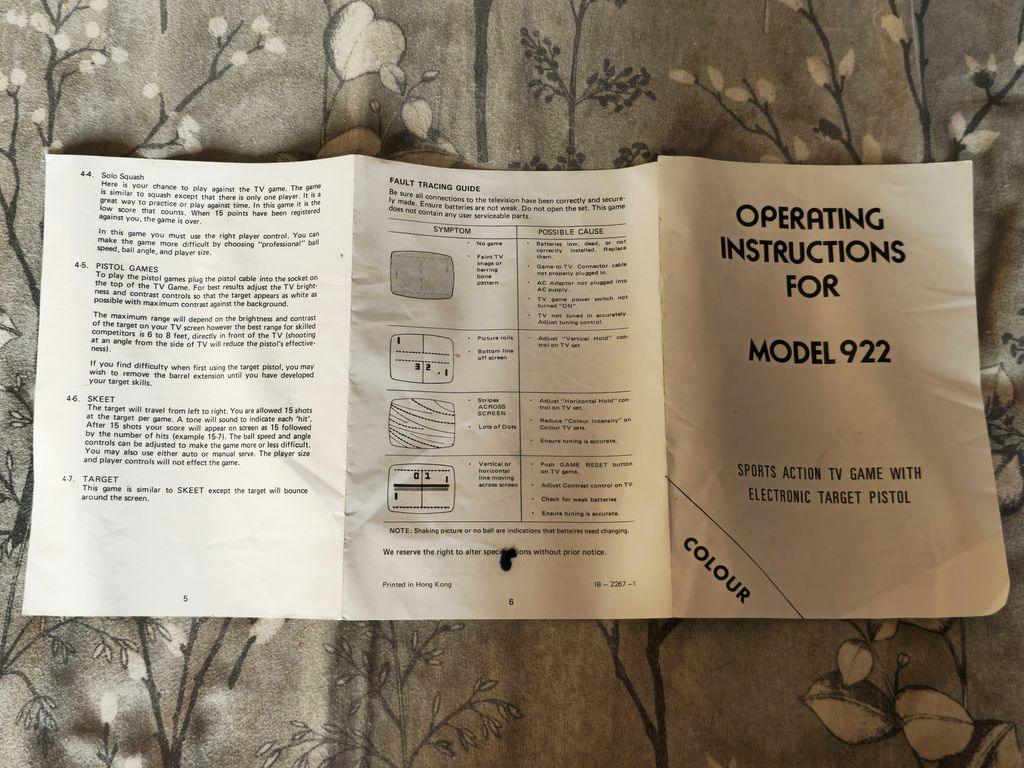 4-4. Solo Squash
Here is your chance to play against the TV game. The game
is similar to squash except that there is only one player. It is a
great way to practice or play against time. In this game it is the
low score that counts. When 15 points have been registered
against you, the game is over.
In this game you must use the right player control. You can
make the game more difficult by choosing "professional" ball
speed, ball angle, and player size.
4-5. PISTOL GAMES
To play the pistol games plug the pistol cable into the socket on
the top of the TV Game. For best results adjust the TV bright-
ness and contrast controls so that the target appears as white as
possible with maximum contrast against the background.
The maximum range will depend on the brightness and contrast
of the target on your TV screen however the best range for skilled
competitors is 6 to 8 feet, directly in front of the TV (shooting
at an angle from the side of TV will reduce the pistol's effective-
ness).
If you find difficulty when first using the target pistol, you may
wish to remove the barrel extension until you have developed
your target skills.
4-6. SKEET
The target will travel from left to right. You are allowed 15 shots
at the target per game. A tone will sound to indicate each 'hit'.
After 15 shots your score will appear on screen as 15 followed
by the number of hits (example 15-7). The ball speed and angle
controls can be adjusted to make the game more or less difficult.
You may also use either auto or manual serve. The player size
and player controls will not effect the game.
4-7. TARGET
This game is similar to SKEET except the target will bounce
around the screen.
5
FAULT TRACING GUIDE
Be sure all connections to the television have been correctly and secure-
ly made. Ensure batteries are not weak. Do not open the set. This game
does not contain any user serviceable parts.
SYMPTOM POSSIBLE CAUSE
• No game
• Faint TV
image or
herring
bone
pattern
• Batteries low, dead, or not
correctly installed. Replace
them.
• Game-to-TV Connector cable
not properly plugged in.
• AC Adaptor not plugged into
AC supply.
• TV game power switch not
turned "ON".
• TV not tuned in accurately.
Adjust tuning control.
3 2
• Picture rolls
• Bottom line
off screen
• Adjust "Vertical Hold" con-
trol on TV set
• Stripes
ACROSS
SCREEN
• Lots of Dots
• Adjust "Horizontal Hold" con-
trol on TV set.
• Reduce "Colour Intensity" on
Colour TV sets.
• Ensure tuning is accurate.
0 1
• Vertical or
horizontal
line moving
across screen
• Push GAME RESET button
on TV game.
• Adjust Contrast control on TV
• Check for weak batteries
• Ensure tuning is accurate.
NOTE: Shaking picture or no ball are indications that batteires need changing.
We reserve the right to alter without prior notice.
Printed in Hong Kong IB – 2267 –1
6
OPERATING
INSTRUCTIONS
FOR
MODEL 922
SPORTS ACTION TV GAME WITH
ELECTRONIC TARGET PISTOL
COLOUR